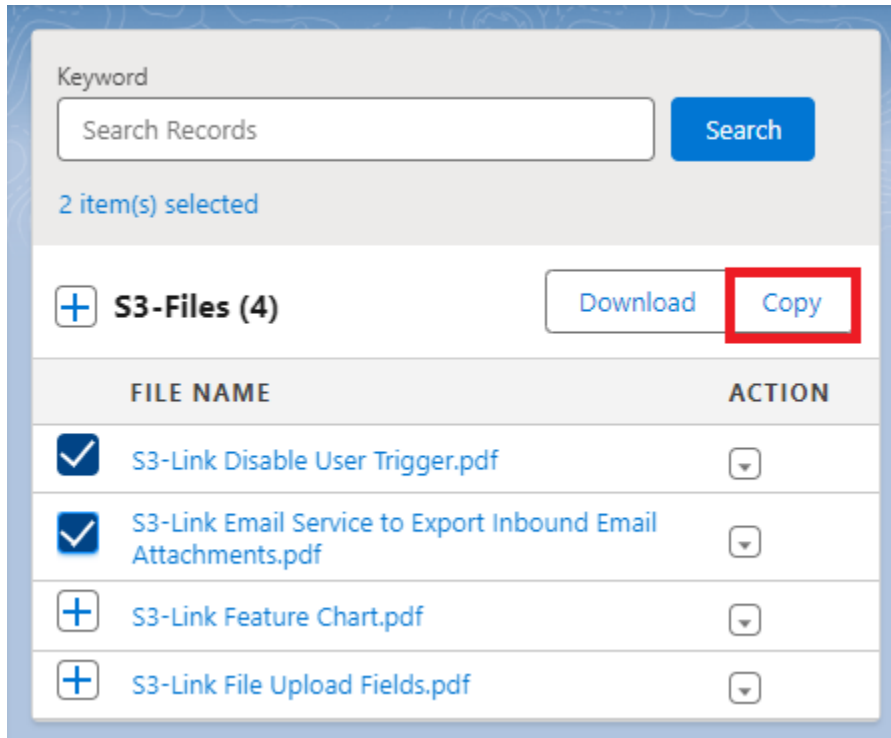 Keyword
Search Records
Search
2 item(s) selected
S3-Files (4)
Download
Copy
FILE NAME
ACTION
S3-Link Disable User Trigger.pdf
S3-Link Email Service to Export Inbound Email
Attachments.pdf
S3-Link Feature Chart.pdf
S3-Link File Upload Fields.pdf